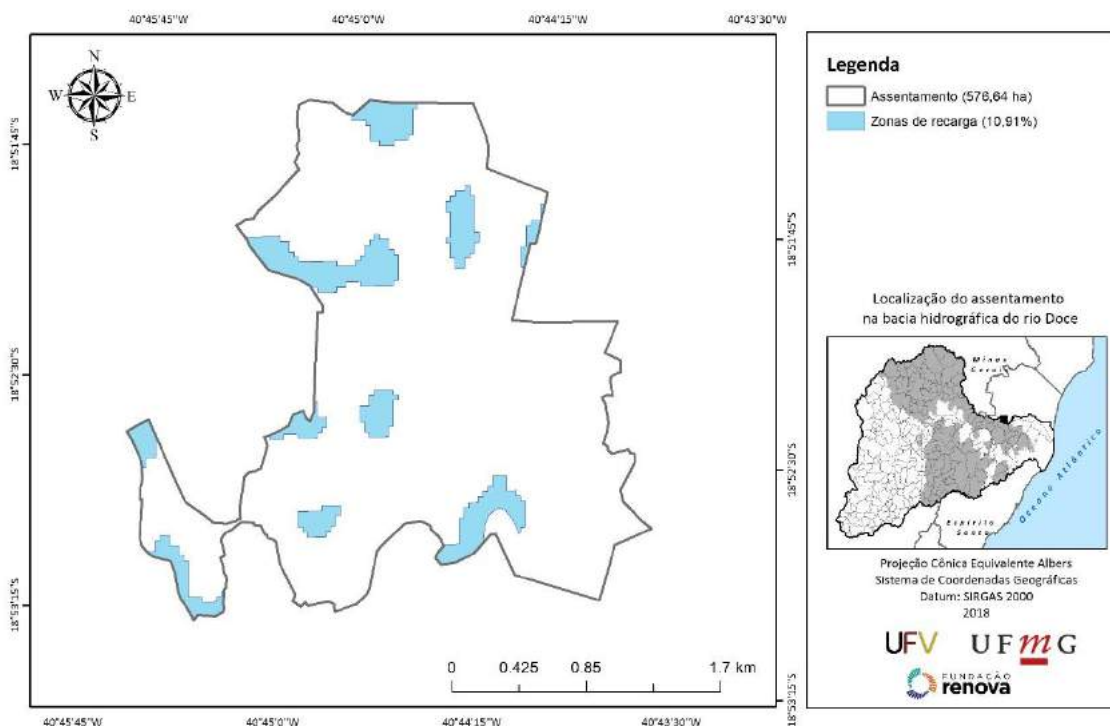 40°45'45"W 40°45'0"W 40°44'15"W 40°43'30"W
N
W E
S
18°51'45"S
18°52'30"S
18°53'15"S
18°51'45"S
18°52'30"S
18°53'15"S
0 0.425 0.85 1.7 km
40°45'45"W 40°45'0"W 40°44'15"W 40°43'30"W
Legenda
Assentamento (576,64 ha)
Zonas de recarga (10,91%)
Localização do assentamento
na bacia hidrográfica do rio Doce
Minas
Gerais
Oceano Atlântico
Espírito
Santo
Projeção Cônica Equivalente Albers
Sistema de Coordenadas Geográficas
Datum: SIRGAS 2000
2018
UFV UFmG
FUNDAÇÃO
renova